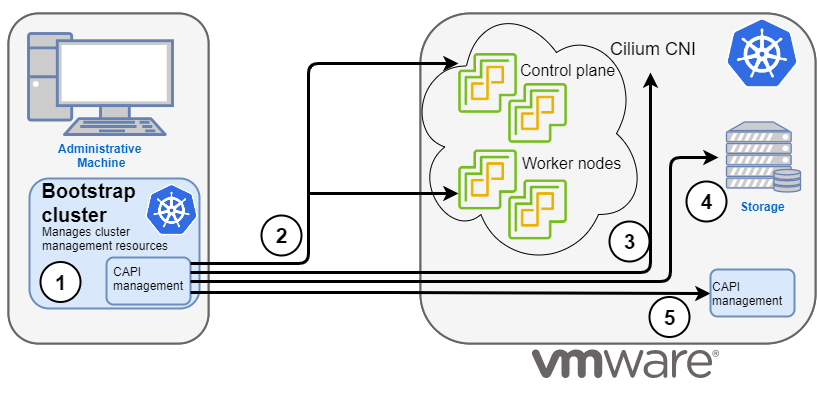 Administrative
Machine
Bootstrap
cluster
Manages cluster
management resources
1
CAPI
management
2
Control plane
Worker nodes
Cilium CNI
3
4
Storage
CAPI
management
5
vmware®